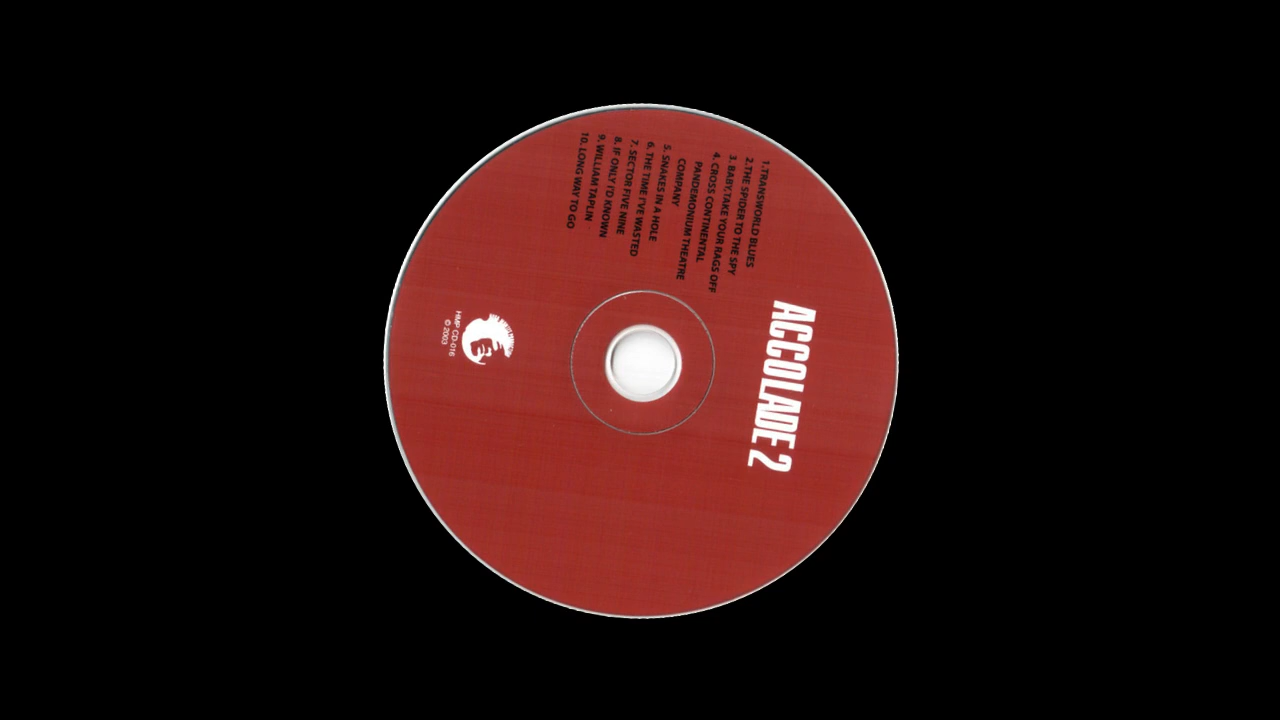 ACCOLADE 2
1.TRANSWORLD BLUES
2.THE SPIDER TO THE SPY
3. BABY,TAKE YOUR RAGS OFF
4. CROSS CONTINENTAL
PANDEMONIUM THEATRE
COMPANY
5. SNAKES IN A HOLE
6. THE TIME I'VE WASTED
7. SECTOR FIVE NINE
8. IF ONLY I'D KNOWN
9. WILLIAM TAPLIN
10. LONG WAY TO GO
HMP CD-016
© 2003